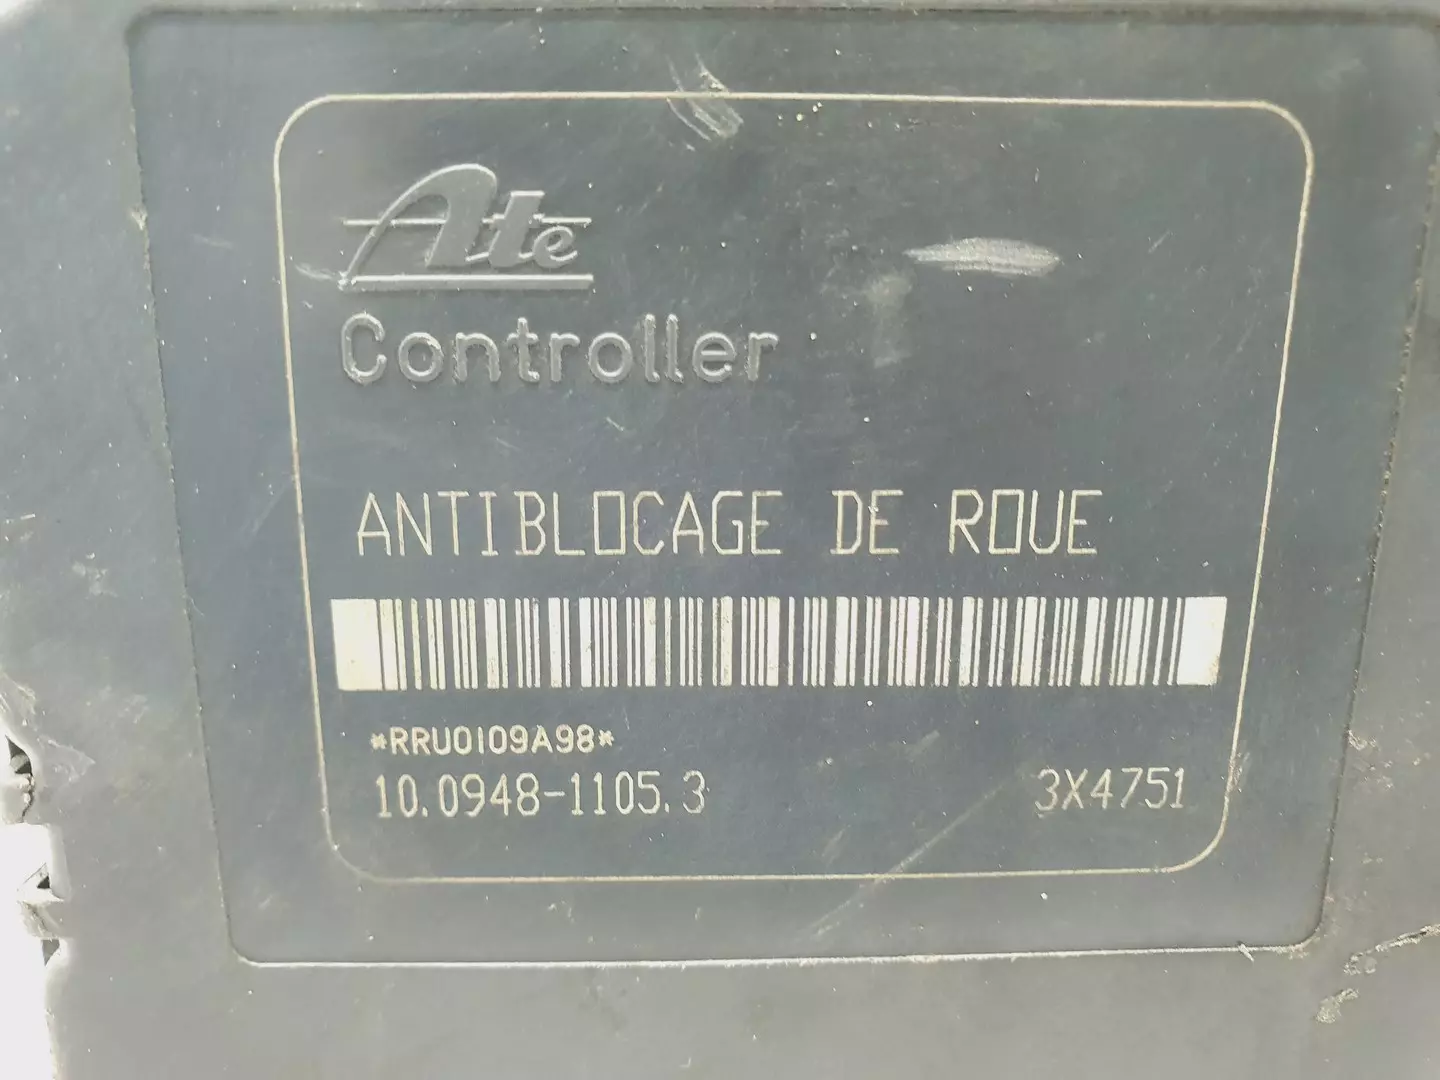 Ate
Controller
ANTIBLOCAGE DE ROUE
*RRU0109A98*
10.0948-1105.3 3X4751